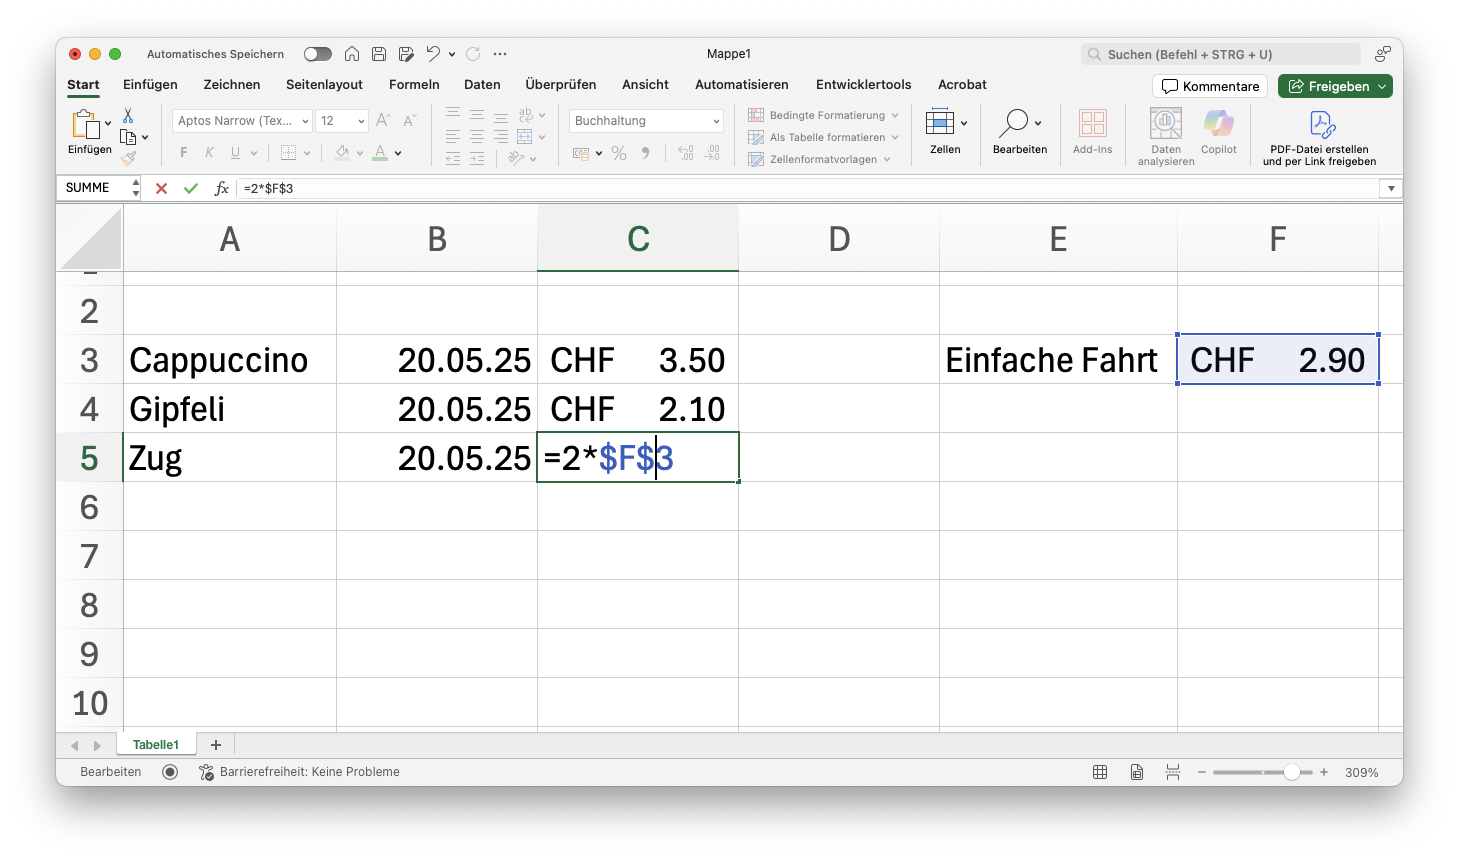 Automatisches Speichern
Mappe1
Suchen (Befehl + STRG + U)
Start Einfügen Zeichnen Seitenlayout Formeln Daten Überprüfen Ansicht Automatisieren Entwicklertools Acrobat
Kommentare
Freigeben
Einfügen
Aptos Narrow (Tex... 12
F K U
Buchhaltung
Bedingte Formatierung
Als Tabelle formatieren
Zellenformatvorlagen
Zellen
Bearbeiten
Add-Ins
Daten
analysieren
Copilot
PDF-Datei erstellen
und per Link freigeben
SUMME fx =2*$F$3
A B C D E F
2
3 Cappuccino 20.05.25 CHF 3.50 Einfache Fahrt CHF 2.90
4 Gipfeli 20.05.25 CHF 2.10
5 Zug 20.05.25 =2*$F$3
6
7
8
9
10
Tabelle1 +
Bearbeiten Barrierefreiheit: Keine Probleme 309%